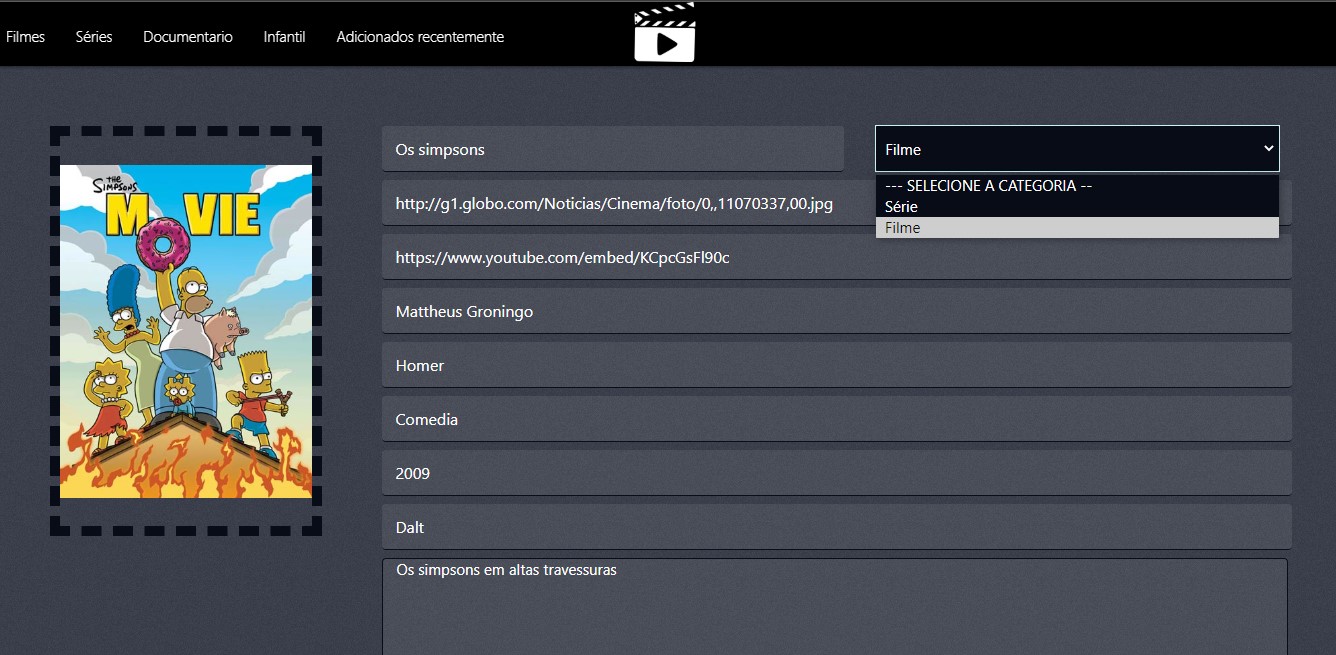 Filmes Séries Documentario Infantil Adicionados recentemente
THE
SIMPSONS
MOVIE
Os simpsons
Filme
--- SELECIONE A CATEGORIA --
Série
Filme
http://g1.globo.com/Noticias/Cinema/foto/0,,11070337,00.jpg
https://www.youtube.com/embed/KCpcGsFl90c
Mattheus Groningo
Homer
Comedia
2009
Dalt
Os simpsons em altas travessuras